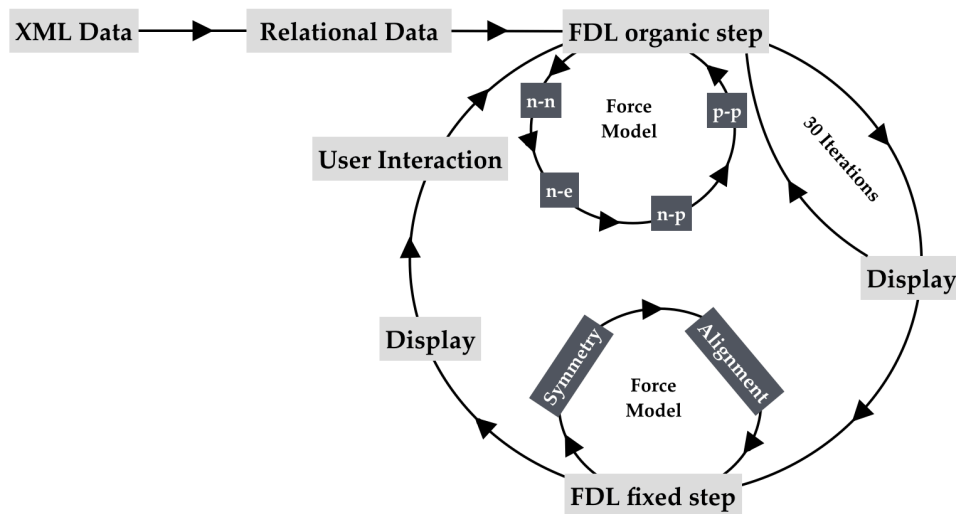 XML Data
Relational Data
FDL organic step
n-n
Force
Model
p-p
30 Iterations
User Interaction
n-e
n-p
Display
Display
Symmetry
Alignment
Force
Model
FDL fixed step